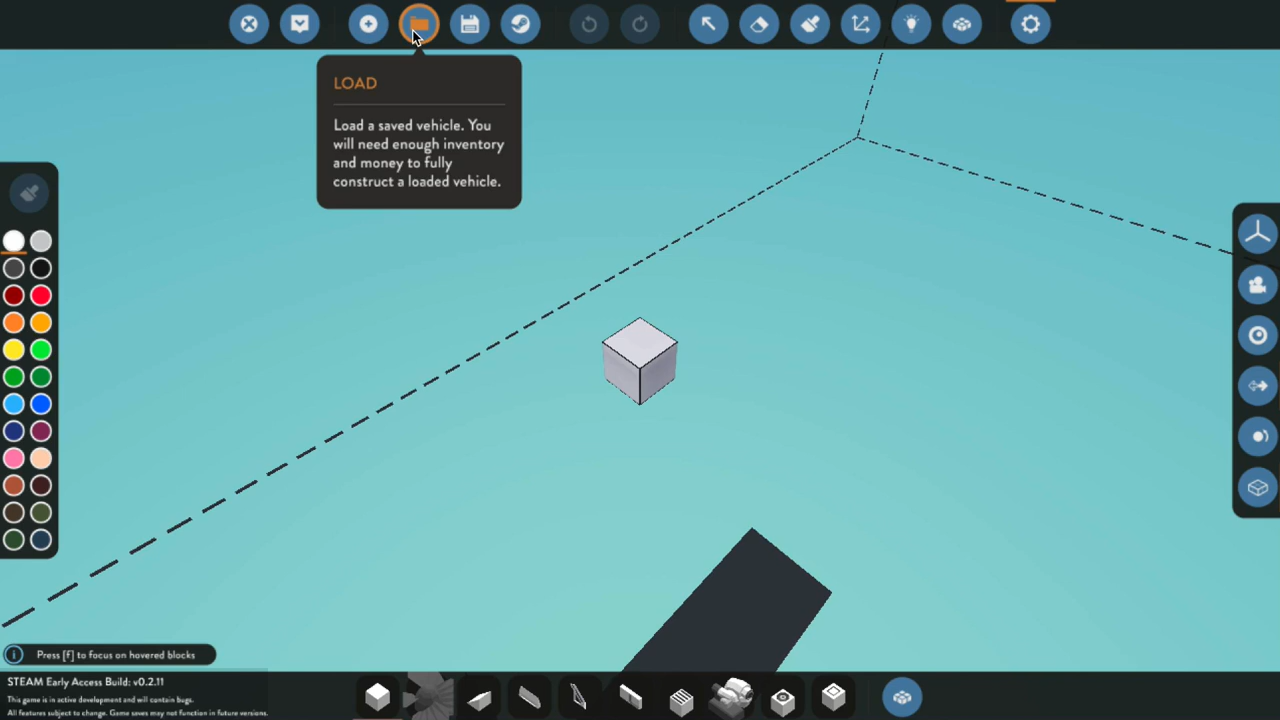 LOAD
Load a saved vehicle. You
will need enough inventory
and money to fully
construct a loaded vehicle.
i Press [f] to focus on hovered blocks
STEAM Early Access Build: v0.2.11
This game is in active development and will contain bugs.
All features subject to change. Game saves may not function in future versions.